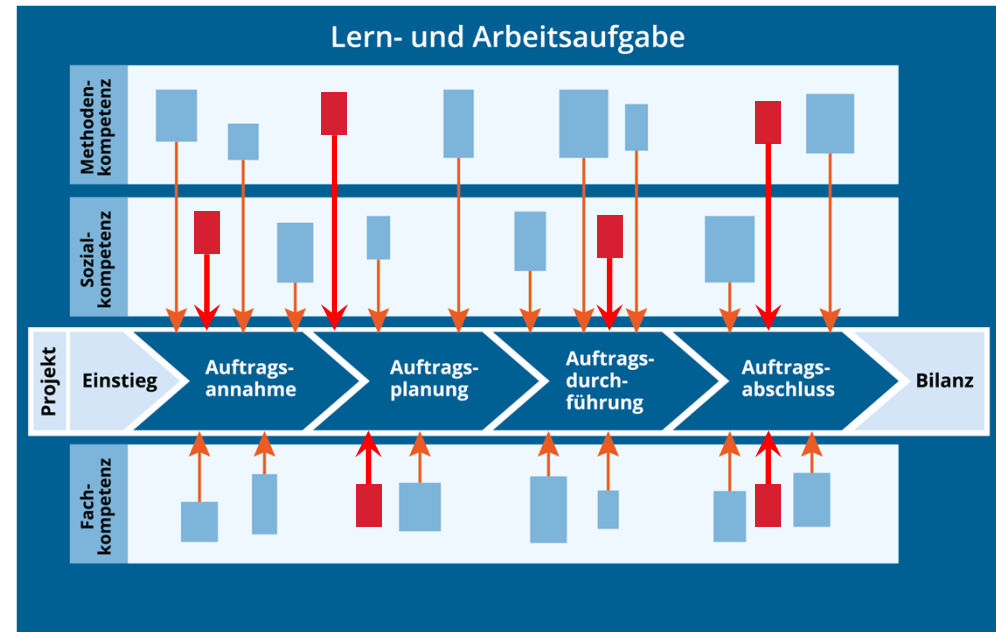 Lern- und Arbeitsaufgabe
Methoden-
kompetenz
Sozial-
kompetenz
Projekt
Einstieg
Auftrags-
annahme
Auftrags-
planung
Auftrags-
durch-
führung
Auftrags-
abschluss
Bilanz
Fach-
kompetenz